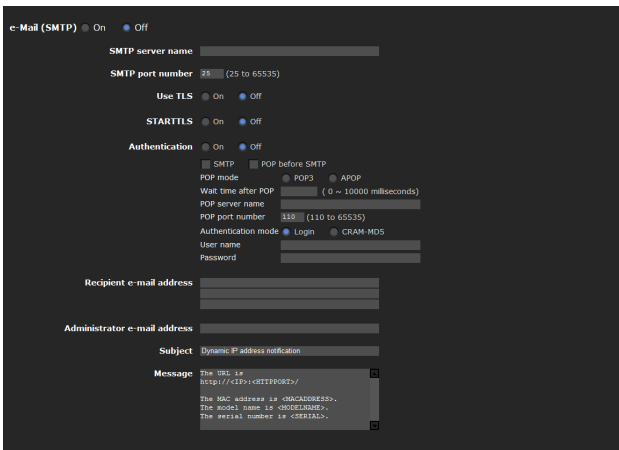 e-Mail (SMTP) On Off
SMTP server name
SMTP port number 25 (25 to 65535)
Use TLS On Off
STARTTLS On Off
Authentication On Off
SMTP POP before SMTP
POP mode POP3 APOP
Wait time after POP ( 0 ~ 10000 milliseconds)
POP server name
POP port number 110 (110 to 65535)
Authentication mode Login CRAM-MD5
User name
Password
Recipient e-mail address
Administrator e-mail address
Subject Dynamic IP address notification
Message The URL is
http://<IP>:<HTTPPORT>/
The MAC address is <MACADDRESS>.
The model name is <MODELNAME>.
The serial number is <SERIAL>.